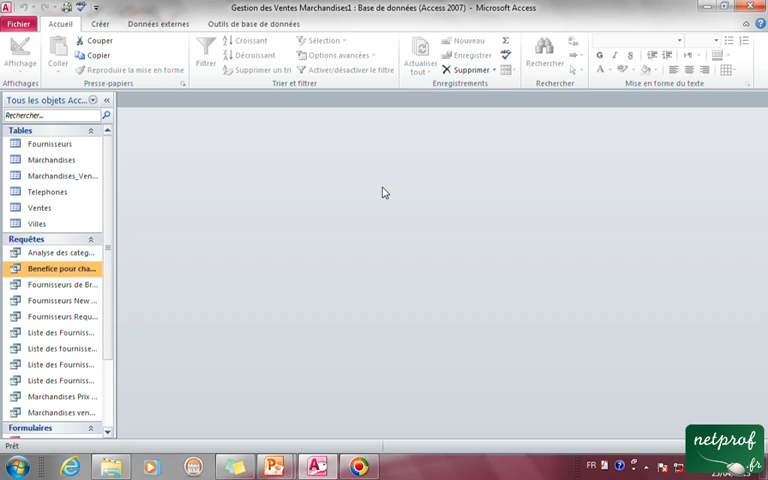 Gestion des Ventes Marchandises1 : Base de données (Access 2007) - Microsoft Access
Fichier Accueil Créer Données externes Outils de base de données
Affichages
Coller
Couper
Copier
Reproduire la mise en forme
Filtrer
Croissant
Décroissant
Supprimer un tri
Sélection
Options avancées
Activer/désactiver le filtre
Actualiser
tout
Nouveau
Enregistrer
Supprimer
Rechercher
G I S
A
Affichages Presse-papiers Trier et filtrer Enregistrements Rechercher Mise en forme du texte
Tous les objets Acc...
Rechercher...
Tables
Fournisseurs
Marchandises
Marchandises_Ven...
Telephones
Ventes
Villes
Requêtes
Analyse des categ...
Benefice pour cha...
Fournisseurs de Br...
Fournisseurs New ...
Fournisseurs Requ...
Liste des Fourniss...
Liste des fournisse...
Liste des Fourniss...
Liste des Fourniss...
Marchandises Prix ...
Marchandises ven...
Formulaires
Prêt
FR
netprof
.fr